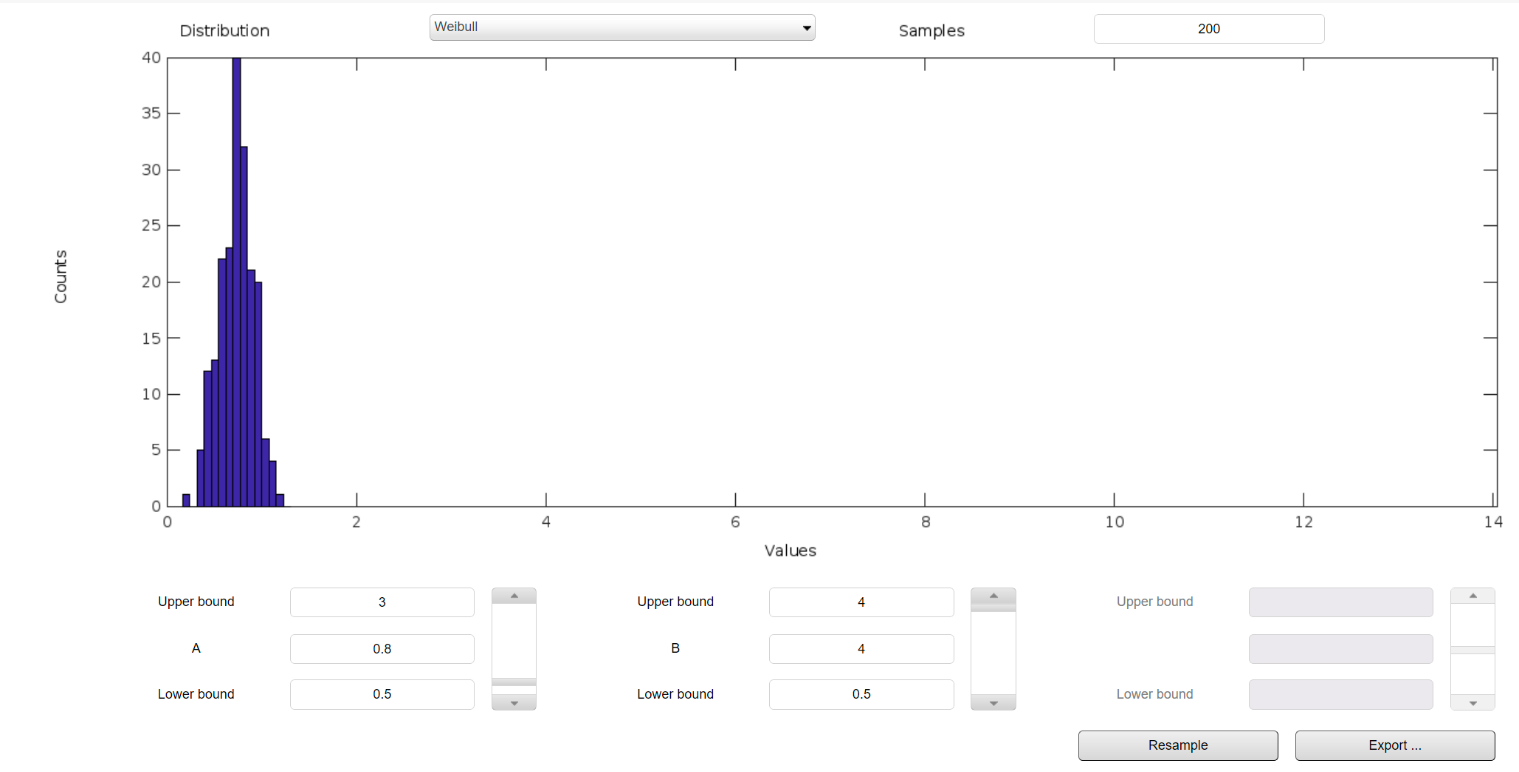 Distribution Weibull Samples 200
40
35
30
25
20
15
10
5
0
Counts
0 2 4 6 8 10 12 14
Values
Upper bound 3 Upper bound 4 Upper bound
A 0.8 B 4
Lower bound 0.5 Lower bound 0.5 Lower bound
Resample Export ...